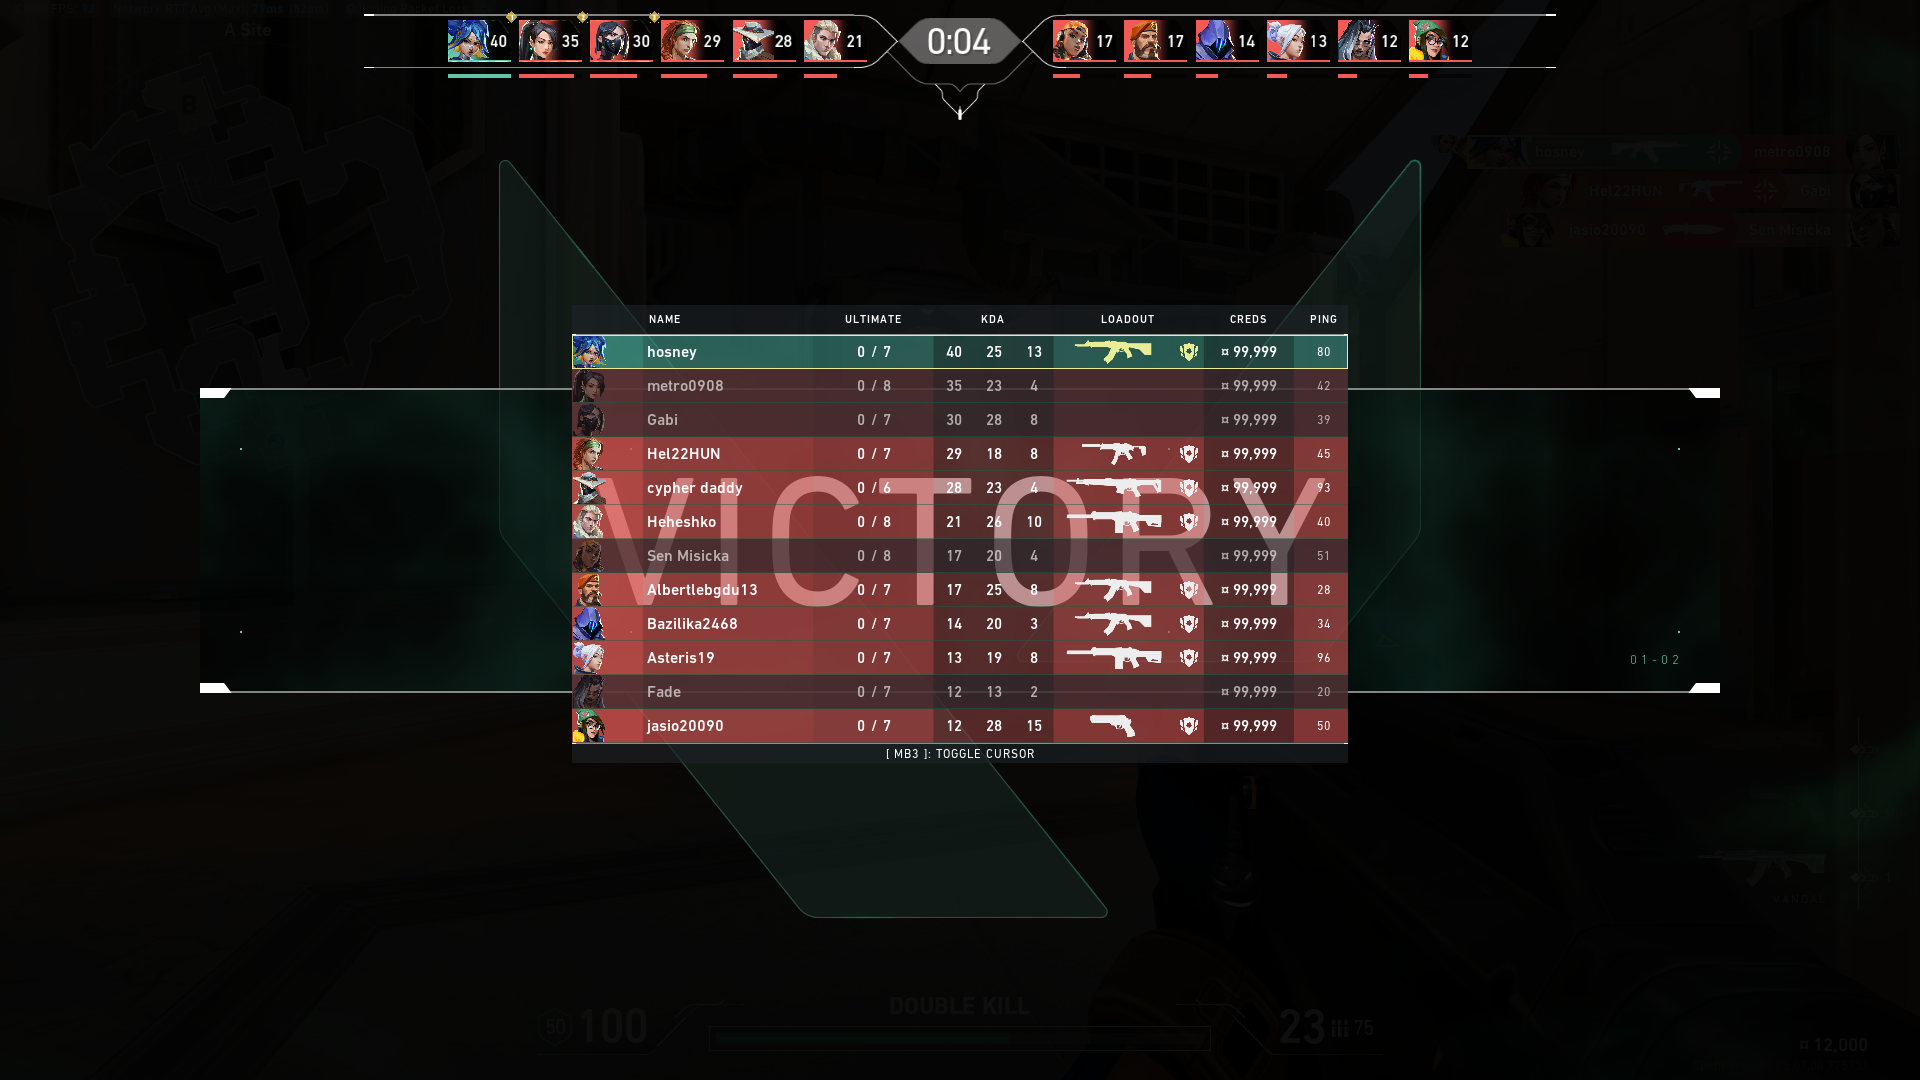 A Site
40 35 30 29 28 21 0:04 17 17 14 13 12 12
B
hosney metro0908
Hel22HUN Gabi
jasio20090 Sen Misicka
NAME ULTIMATE KDA LOADOUT CREDS PING
hosney 0 / 7 40 25 13 ¤ 99,999 80
metro0908 0 / 8 35 23 4 ¤ 99,999 42
Gabi 0 / 7 30 28 8 ¤ 99,999 39
Hel22HUN 0 / 7 29 18 8 ¤ 99,999 45
cypher daddy 0 / 6 28 23 4 ¤ 99,999 93
Heheshko 0 / 8 21 26 10 ¤ 99,999 40
VICTORY
Sen Misicka 0 / 8 17 20 4 ¤ 99,999 51
Albertlebgdu13 0 / 7 17 25 8 ¤ 99,999 28
Bazilika2468 0 / 7 14 20 3 ¤ 99,999 34
Asteris19 0 / 7 13 19 8 ¤ 99,999 96
01-02
Fade 0 / 7 12 13 2 ¤ 99,999 20
jasio20090 0 / 7 12 28 15 ¤ 99,999 50
[ MB3 ]: TOGGLE CURSOR
VANDAL
DOUBLE KILL
50 100 23 75
¤ 12,000